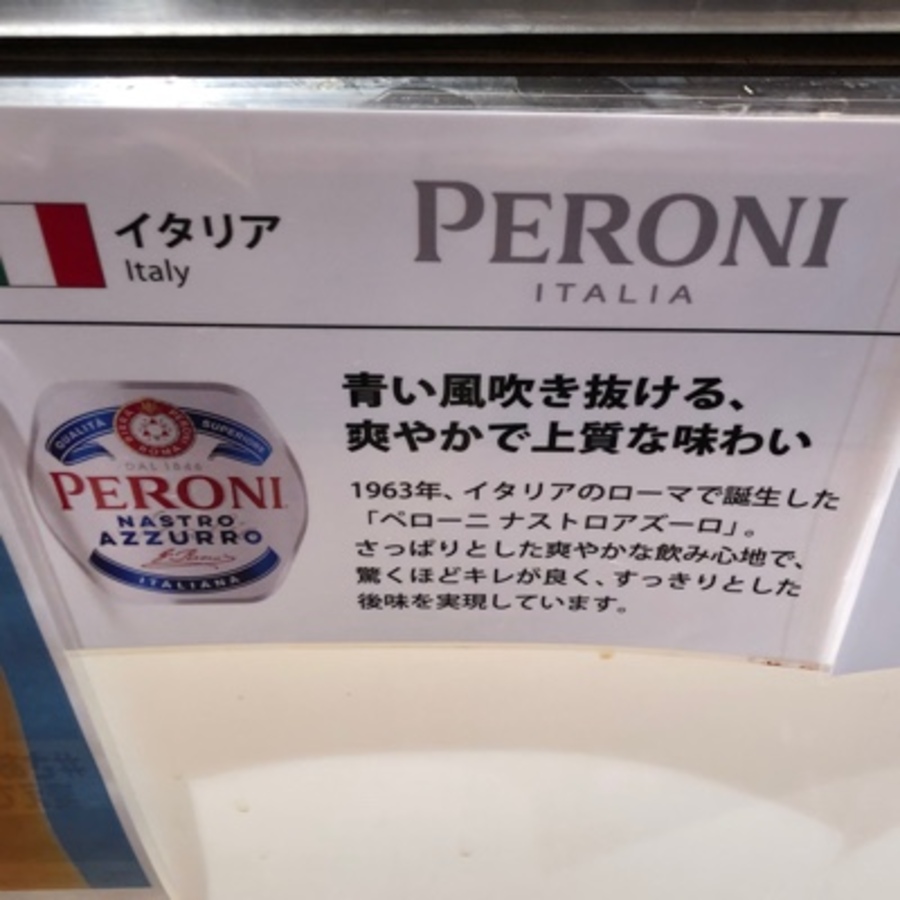 イタリア
Italy
PERONI
ITALIA
青い風吹き抜ける、
爽やかで上質な味わい
1963年、イタリアのローマで誕生した
「ペローニ ナストロアズーロ」。
さっぱりとした爽やかな飲み心地で、
驚くほどキレが良く、すっきりとした
後味を実現しています。
QUALITÀ SUPERIORE
BIRRA PERONI ROMA
DAL 1846
PERONI
NASTRO
AZZURRO
ITALIANA